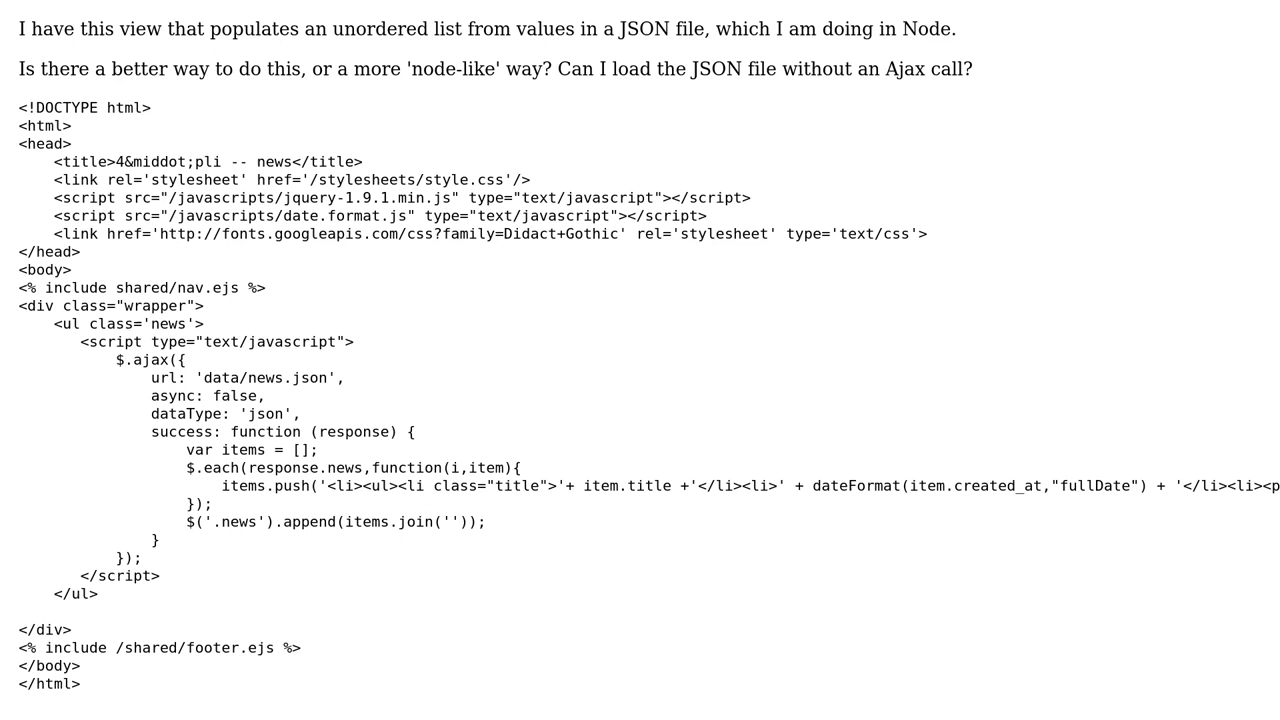 I have this view that populates an unordered list from values in a JSON file, which I am doing in Node.
Is there a better way to do this, or a more 'node-like' way? Can I load the JSON file without an Ajax call?
<!DOCTYPE html>
<html>
<head>
    <title>4&middot;pli -- news</title>
    <link rel='stylesheet' href='/stylesheets/style.css'/>
    <script src="/javascripts/jquery-1.9.1.min.js" type="text/javascript"></script>
    <script src="/javascripts/date.format.js" type="text/javascript"></script>
    <link href='http://fonts.googleapis.com/css?family=Didact+Gothic' rel='stylesheet' type='text/css'>
</head>
<body>
<% include shared/nav.ejs %>
<div class="wrapper">
    <ul class='news'>
       <script type="text/javascript">
           $.ajax({
               url: 'data/news.json',
               async: false,
               dataType: 'json',
               success: function (response) {
                   var items = [];
                   $.each(response.news,function(i,item){
                       items.push('<li><ul><li class="title">'+ item.title +'</li><li>' + dateFormat(item.created_at,"fullDate") + '</li><li><p
                   });
                   $('.news').append(items.join(''));
               }
           });
       </script>
    </ul>
</div>
<% include /shared/footer.ejs %>
</body>
</html>